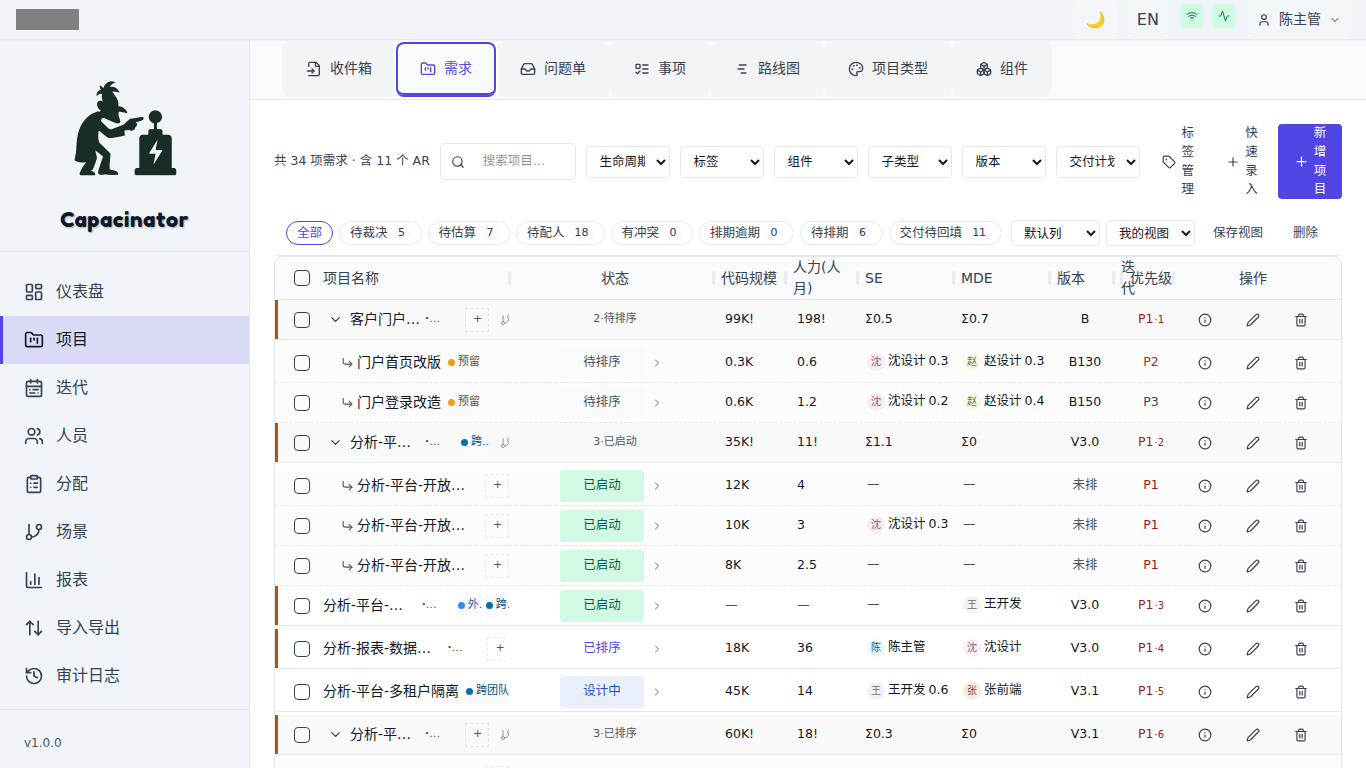 EN
陈主管
收件箱
需求
问题单
事项
路线图
项目类型
组件
Capacinator
仪表盘
项目
迭代
人员
分配
场景
报表
导入导出
审计日志
v1.0.0
共 34 项需求 · 含 11 个 AR
搜索项目...
生命周期
标签
组件
子类型
版本
交付计划
标签管理
快速录入
新增项目
全部
待裁决 5
待估算 7
待配人 18
有冲突 0
排期逾期 0
待排期 6
交付待回填 11
默认列
我的视图
保存视图
删除
项目名称 状态 代码规模 人力(人月) SE MDE 版本 迭代 优先级 操作
客户门户… ·… + 2·待排序 99K! 198! Σ0.5 Σ0.7 B P1·1
门户首页改版 预留 待排序 0.3K 0.6 沈 沈设计 0.3 赵 赵设计 0.3 B130 P2
门户登录改造 预留 待排序 0.6K 1.2 沈 沈设计 0.2 赵 赵设计 0.4 B150 P3
分析-平… ·… 跨.. 3·已启动 35K! 11! Σ1.1 Σ0 V3.0 P1·2
分析-平台-开放… + 已启动 12K 4 — — 未排 P1
分析-平台-开放… + 已启动 10K 3 沈 沈设计 0.3 — 未排 P1
分析-平台-开放… + 已启动 8K 2.5 — — 未排 P1
分析-平台-… ·… 外. 跨. 已启动 — — — 王 王开发 V3.0 P1·3
分析-报表-数据… ·… + 已排序 18K 36 陈 陈主管 沈 沈设计 V3.0 P1·4
分析-平台-多租户隔离 跨团队 设计中 45K 14 王 王开发 0.6 张 张前端 V3.1 P1·5
分析-平… ·… + 3·已排序 60K! 18! Σ0.3 Σ0 V3.1 P1·6